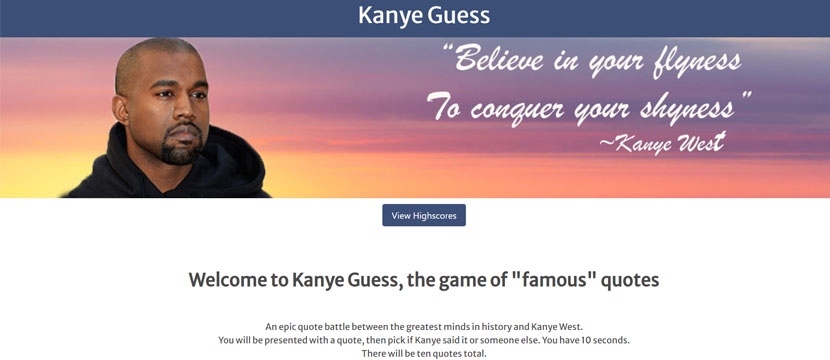 Kanye Guess
“Believe in your flyness
To conquer your shyness”
~Kanye West
View Highscores
Welcome to Kanye Guess, the game of "famous" quotes
An epic quote battle between the greatest minds in history and Kanye West.
You will be presented with a quote, then pick if Kanye said it or someone else. You have 10 seconds.
There will be ten quotes total.